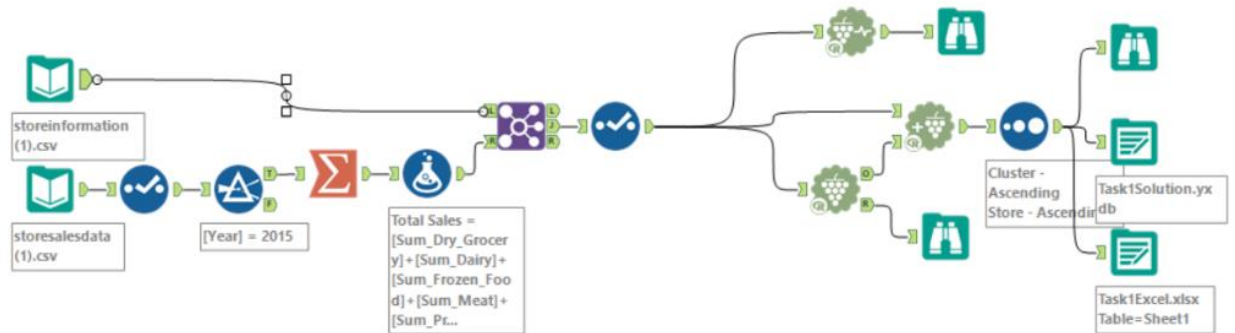 storeinformation
(1).csv
L
R
L
J
R
storesalesdata
(1).csv
T
F
[Year] = 2015
Total Sales =
[Sum_Dry_Grocer
y]+[Sum_Dairy]+
[Sum_Frozen_Foo
d]+[Sum_Meat]+
[Sum_Pr...
R
R
R
O
R
Cluster -
Ascending
Store - Ascendin
Task1Solution.yx
db
Task1Excel.xlsx
Table=Sheet1